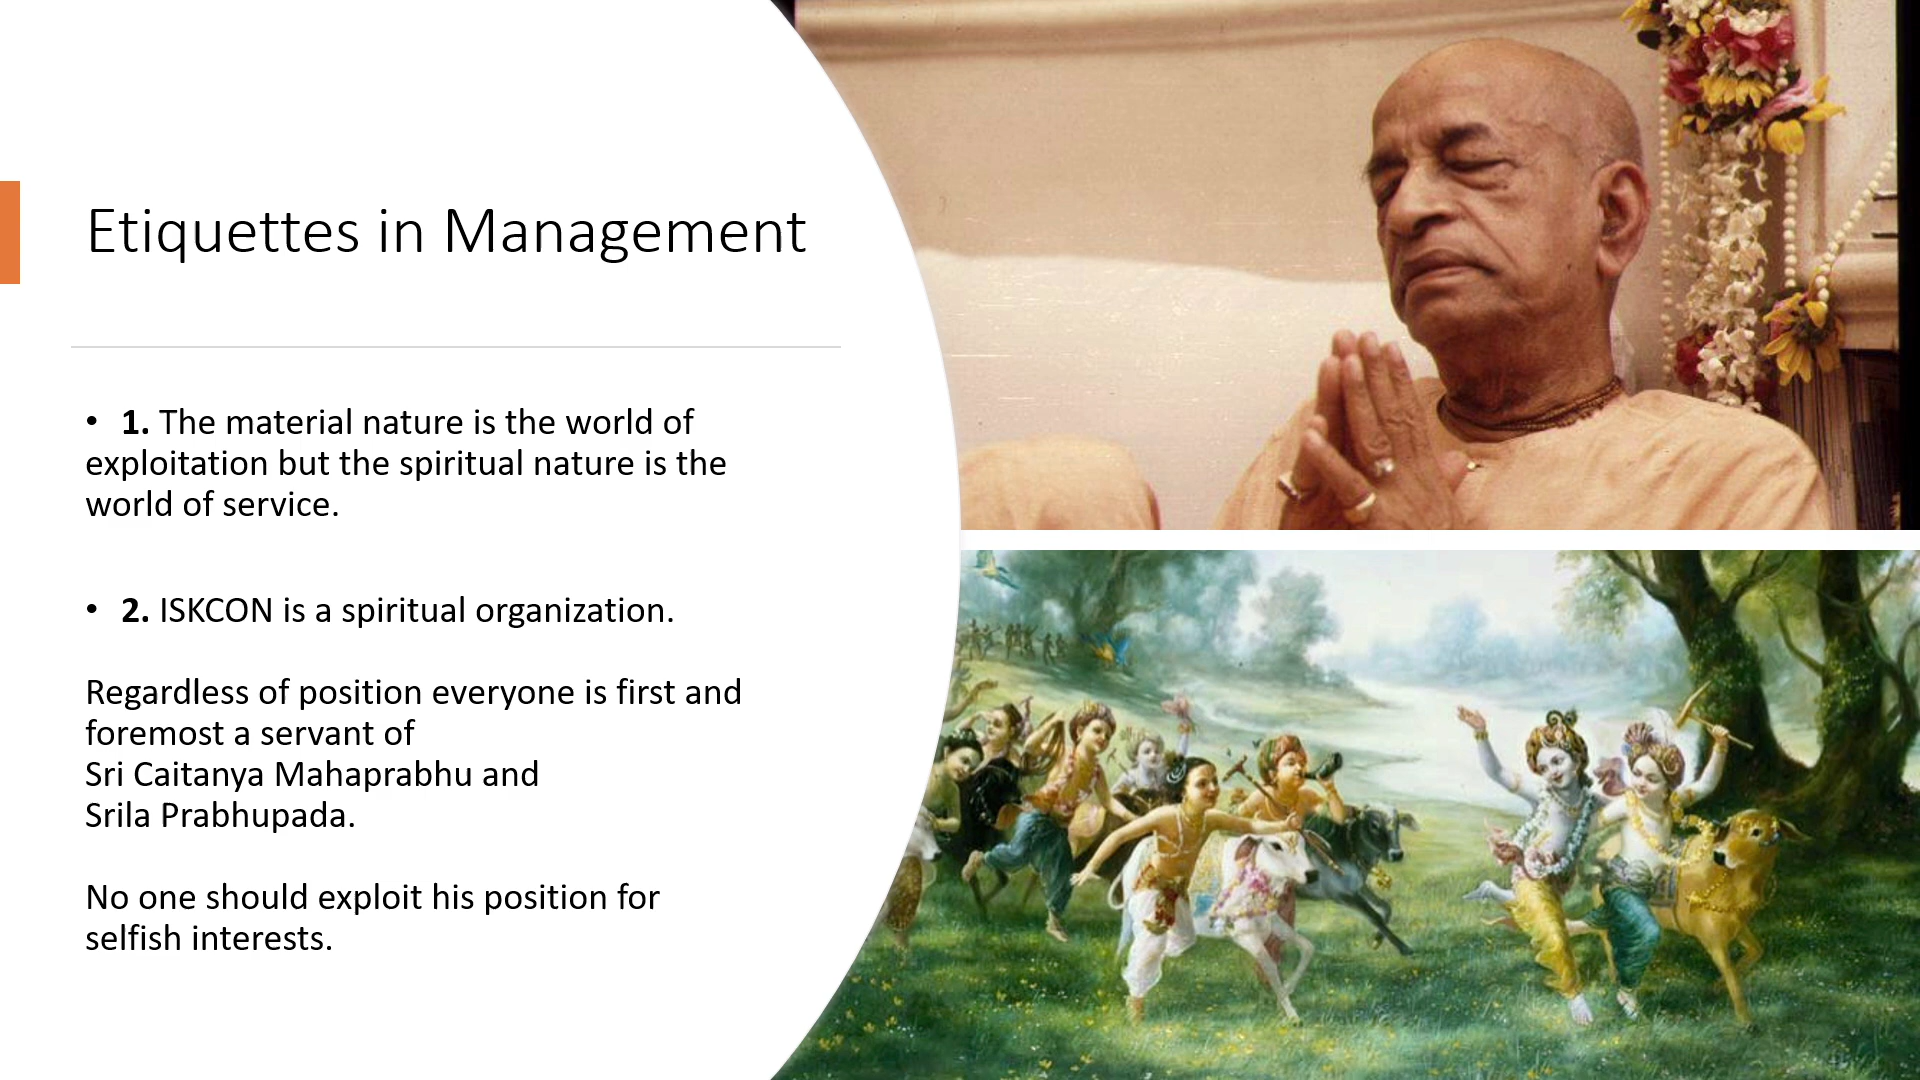 Etiquettes in Management
• 1. The material nature is the world of
exploitation but the spiritual nature is the
world of service.
• 2. ISKCON is a spiritual organization.
Regardless of position everyone is first and
foremost a servant of
Sri Caitanya Mahaprabhu and
Srila Prabhupada.
No one should exploit his position for
selfish interests.